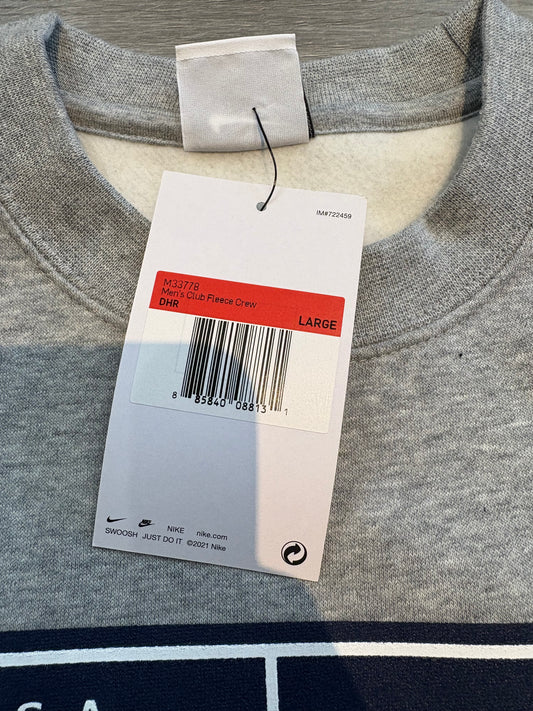 IM#722459
M33778
Men's Club Fleece Crew
DHR
LARGE
8 85840 08813 1
NIKE nike.com
SWOOSH JUST DO IT ©2021 Nike
S A